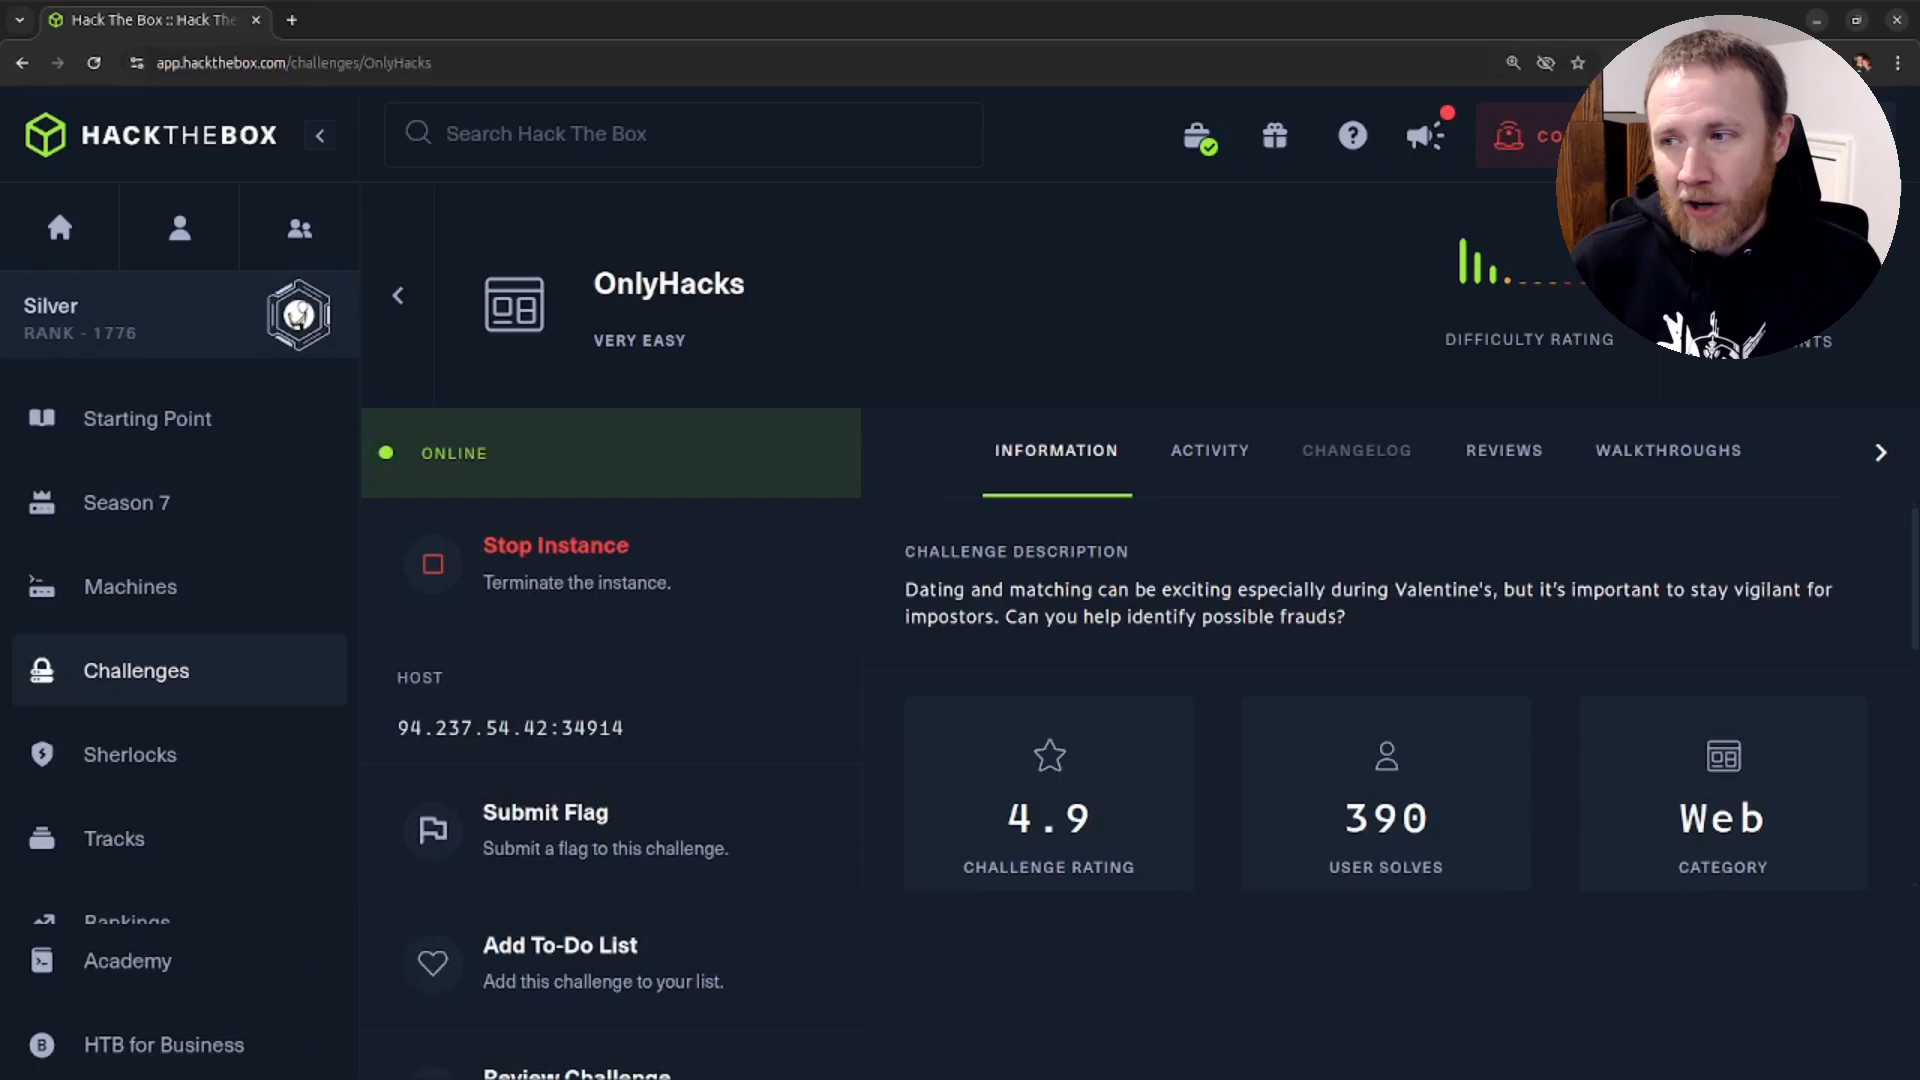 Hack The Box :: Hack The
app.hackthebox.com/challenges/OnlyHacks
HACKTHEBOX
Search Hack The Box
CO
Silver
RANK - 1776
OnlyHacks
VERY EASY
DIFFICULTY RATING
NTS
Starting Point
Season 7
Machines
Challenges
Sherlocks
Tracks
Rankings
Academy
HTB for Business
ONLINE
Stop Instance
Terminate the instance.
HOST
94.237.54.42:34914
Submit Flag
Submit a flag to this challenge.
Add To-Do List
Add this challenge to your list.
Review Challenge
INFORMATION
ACTIVITY
CHANGELOG
REVIEWS
WALKTHROUGHS
CHALLENGE DESCRIPTION
Dating and matching can be exciting especially during Valentine's, but it's important to stay vigilant for
impostors. Can you help identify possible frauds?
4.9
CHALLENGE RATING
390
USER SOLVES
Web
CATEGORY